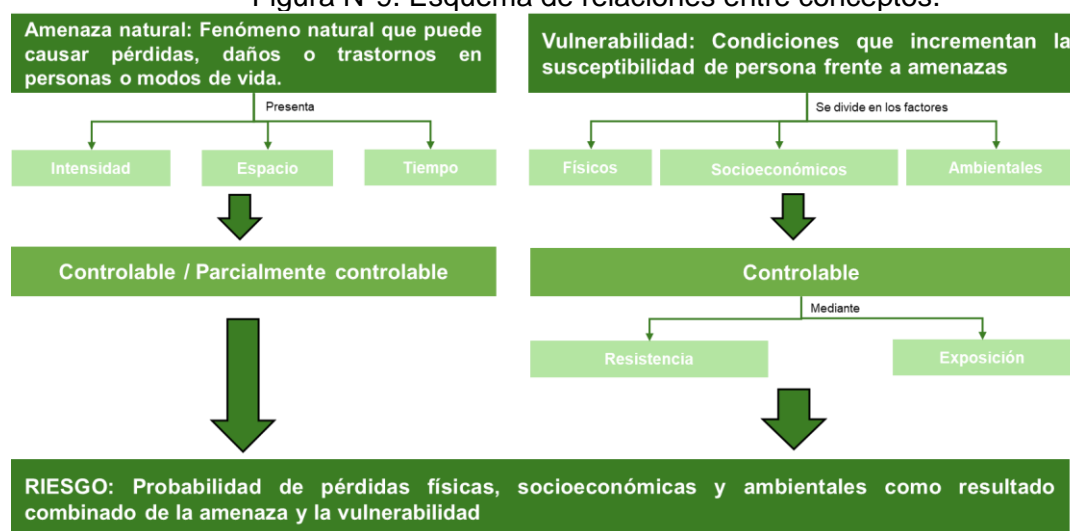 Figura N°9: Esquema de relaciones entre conceptos.
Amenaza natural: Fenómeno natural que puede
causar pérdidas, daños o trastornos en
personas o modos de vida.
Presenta
Intensidad
Espacio
Tiempo
Controlable / Parcialmente controlable
Vulnerabilidad: Condiciones que incrementan la
susceptibilidad de persona frente a amenazas
Se divide en los factores
Físicos
Socioeconómicos
Ambientales
Controlable
Mediante
Resistencia
Exposición
RIESGO: Probabilidad de pérdidas físicas, socioeconómicas y ambientales como resultado
combinado de la amenaza y la vulnerabilidad